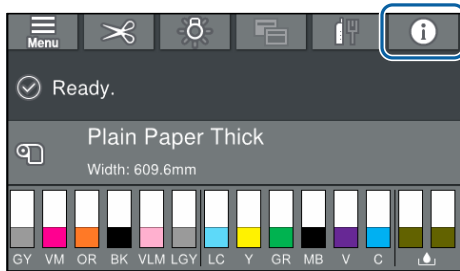 Menu
i
Ready.
Plain Paper Thick
Width: 609.6mm
GY VM OR BK VLM LGY LC Y GR MB V C